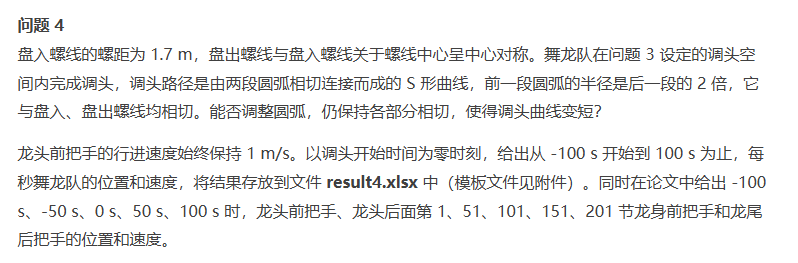 问题 4
盘入螺线的螺距为 1.7 m，盘出螺线与盘入螺线关于螺线中心呈中心对称。舞龙队在问题 3 设定的调头空
间内完成调头，调头路径是由两段圆弧相切连接而成的 S 形曲线，前一段圆弧的半径是后一段的 2 倍，它
与盘入、盘出螺线均相切。能否调整圆弧，仍保持各部分相切，使得调头曲线变短？
龙头前把手的行进速度始终保持 1 m/s。以调头开始时间为零时刻，给出从 -100 s 开始到 100 s 为止，每
秒舞龙队的位置和速度，将结果存放到文件 result4.xlsx 中（模板文件见附件）。同时在论文中给出 -100
s、-50 s、0 s、50 s、100 s 时，龙头前把手、龙头后面第 1、51、101、151、201 节龙身前把手和龙尾
后把手的位置和速度。